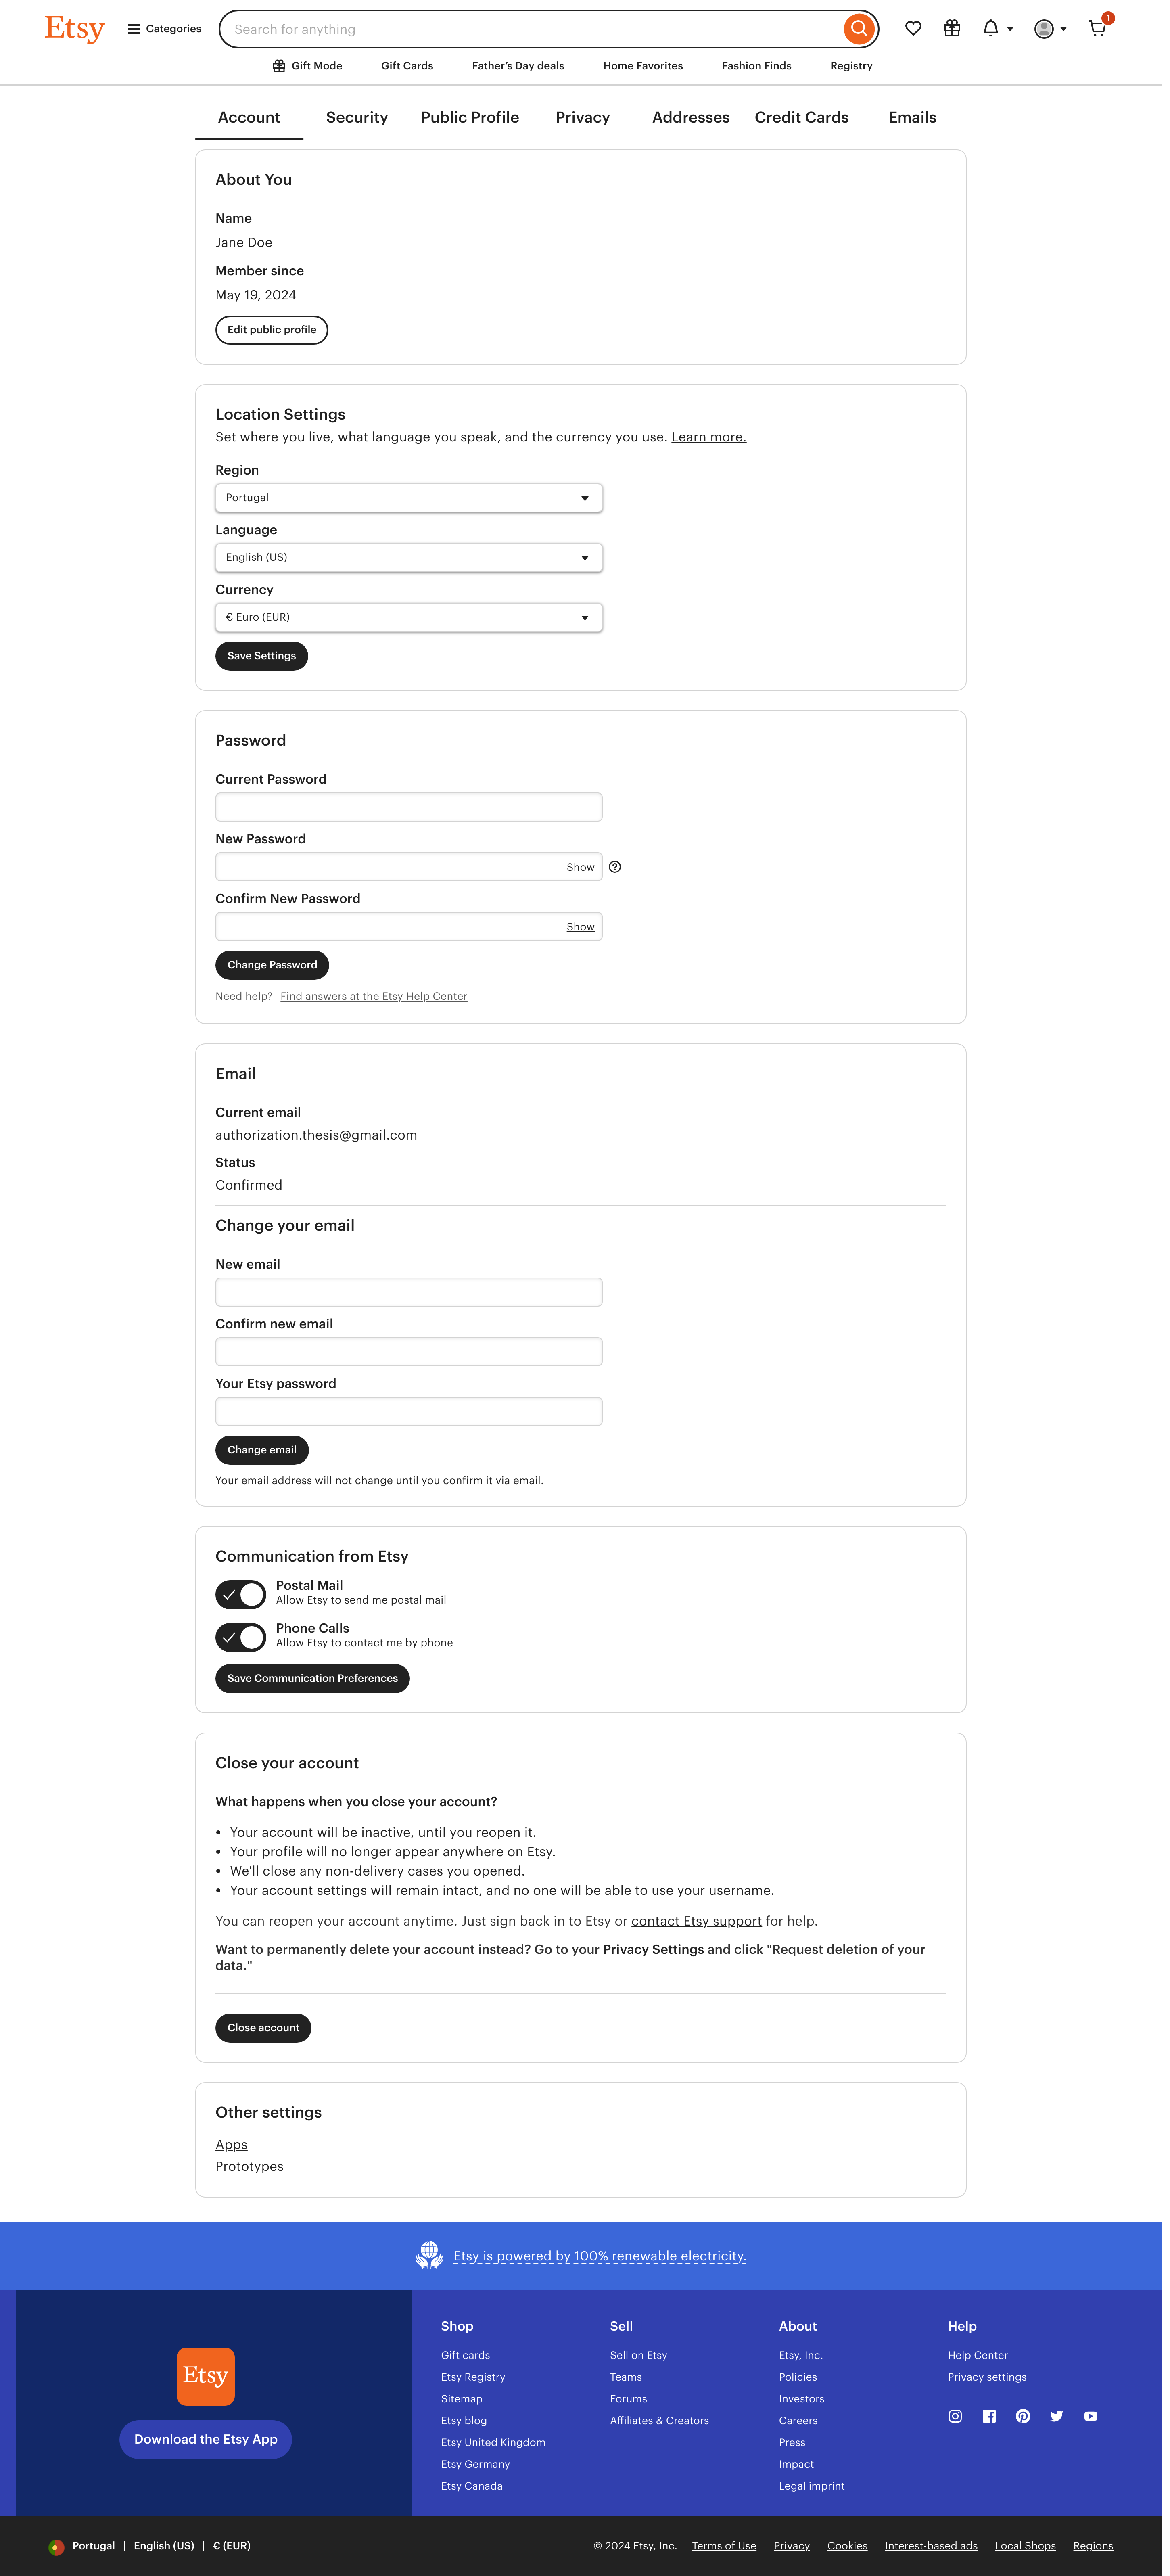 Etsy
Categories
Search for anything
1
Gift Mode
Gift Cards
Father's Day deals
Home Favorites
Fashion Finds
Registry
Account
Security
Public Profile
Privacy
Addresses
Credit Cards
Emails
About You
Name
Jane Doe
Member since
May 19, 2024
Edit public profile
Location Settings
Set where you live, what language you speak, and the currency you use. Learn more.
Region
Portugal
Language
English (US)
Currency
€ Euro (EUR)
Save Settings
Password
Current Password
New Password
Show
Confirm New Password
Show
Change Password
Need help? Find answers at the Etsy Help Center
Email
Current email
authorization.thesis@gmail.com
Status
Confirmed
Change your email
New email
Confirm new email
Your Etsy password
Change email
Your email address will not change until you confirm it via email.
Communication from Etsy
Postal Mail
Allow Etsy to send me postal mail
Phone Calls
Allow Etsy to contact me by phone
Save Communication Preferences
Close your account
What happens when you close your account?
• Your account will be inactive, until you reopen it.
• Your profile will no longer appear anywhere on Etsy.
• We'll close any non-delivery cases you opened.
• Your account settings will remain intact, and no one will be able to use your username.
You can reopen your account anytime. Just sign back in to Etsy or contact Etsy support for help.
Want to permanently delete your account instead? Go to your Privacy Settings and click "Request deletion of your
data."
Close account
Other settings
Apps
Prototypes
Etsy is powered by 100% renewable electricity.
Etsy
Download the Etsy App
Shop
Gift cards
Etsy Registry
Sitemap
Etsy blog
Etsy United Kingdom
Etsy Germany
Etsy Canada
Sell
Sell on Etsy
Teams
Forums
Affiliates & Creators
About
Etsy, Inc.
Policies
Investors
Careers
Press
Impact
Legal imprint
Help
Help Center
Privacy settings
Portugal | English (US) | € (EUR)
© 2024 Etsy, Inc. Terms of Use Privacy Cookies Interest-based ads Local Shops Regions